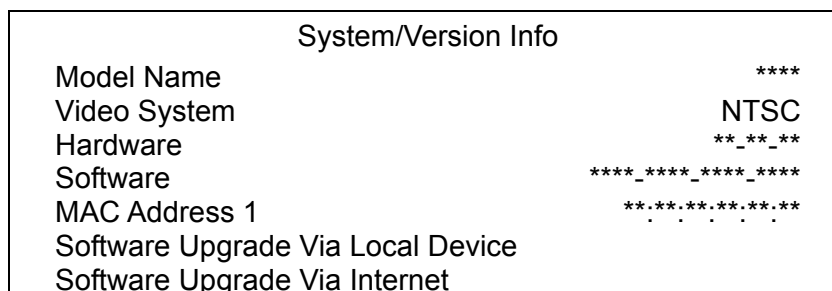 System/Version Info
Model Name ****
Video System NTSC
Hardware **-**-**
Software ****-****-****-****
MAC Address 1 **:**:**:**:**:**
Software Upgrade Via Local Device
Software Upgrade Via Internet